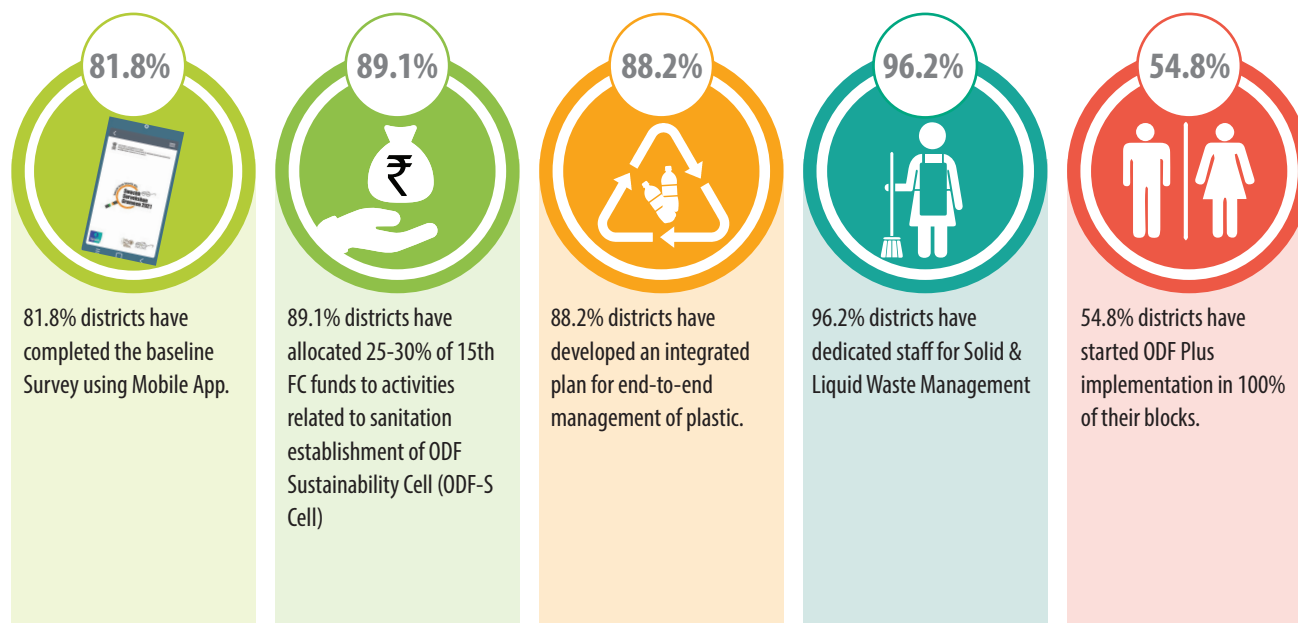 81.8%
89.1%
88.2%
96.2%
54.8%
₹
Swachh
Survekshan
Grameen 2021
81.8% districts have
completed the baseline
Survey using Mobile App.
89.1% districts have
allocated 25-30% of 15th
FC funds to activities
related to sanitation
establishment of ODF
Sustainability Cell (ODF-S
Cell)
88.2% districts have
developed an integrated
plan for end-to-end
management of plastic.
96.2% districts have
dedicated staff for Solid &
Liquid Waste Management
54.8% districts have
started ODF Plus
implementation in 100%
of their blocks.